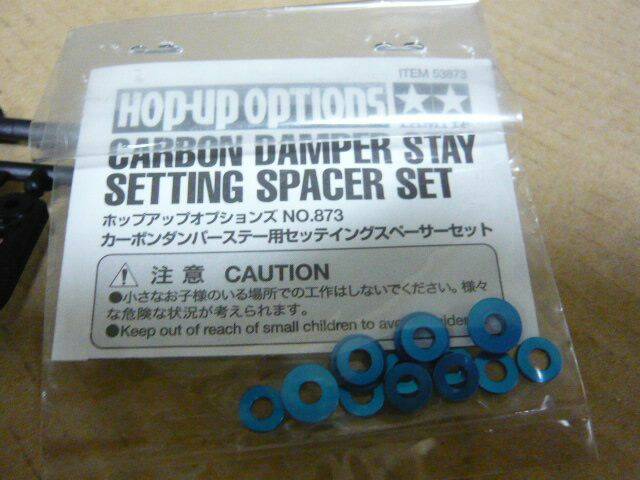 ITEM 53873
HOP-UP OPTIONS
TAMIYA
CARBON DAMPER STAY
SETTING SPACER SET
ホップアップオプションズ NO.873
カーボンダンパーステー用セッティングスペーサーセット
注意 CAUTION
●小さなお子様のいる場所での工作はしないでください。様々
な危険な状況が考えられます。
●Keep out of reach of small children to avoid